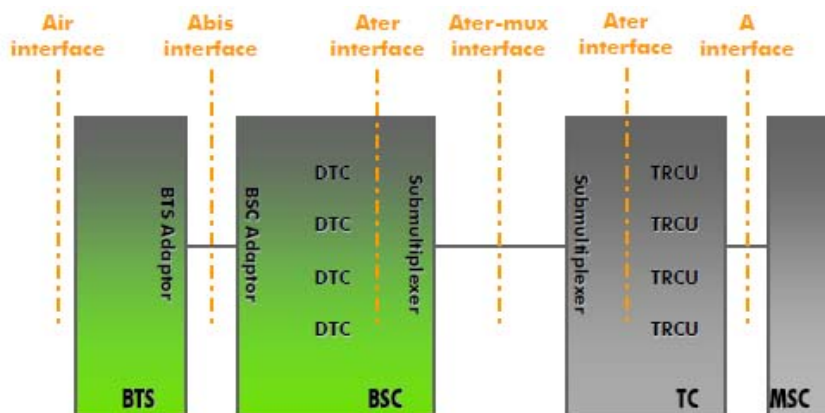 Air
interface
Abis
interface
Ater
interface
Ater-mux
interface
Ater
interface
A
interface
BTS Adaptor
BSC Adaptor
DTC
DTC
DTC
DTC
Submultiplexer
Submultiplexer
TRCU
TRCU
TRCU
TRCU
BTS
BSC
TC
MSC